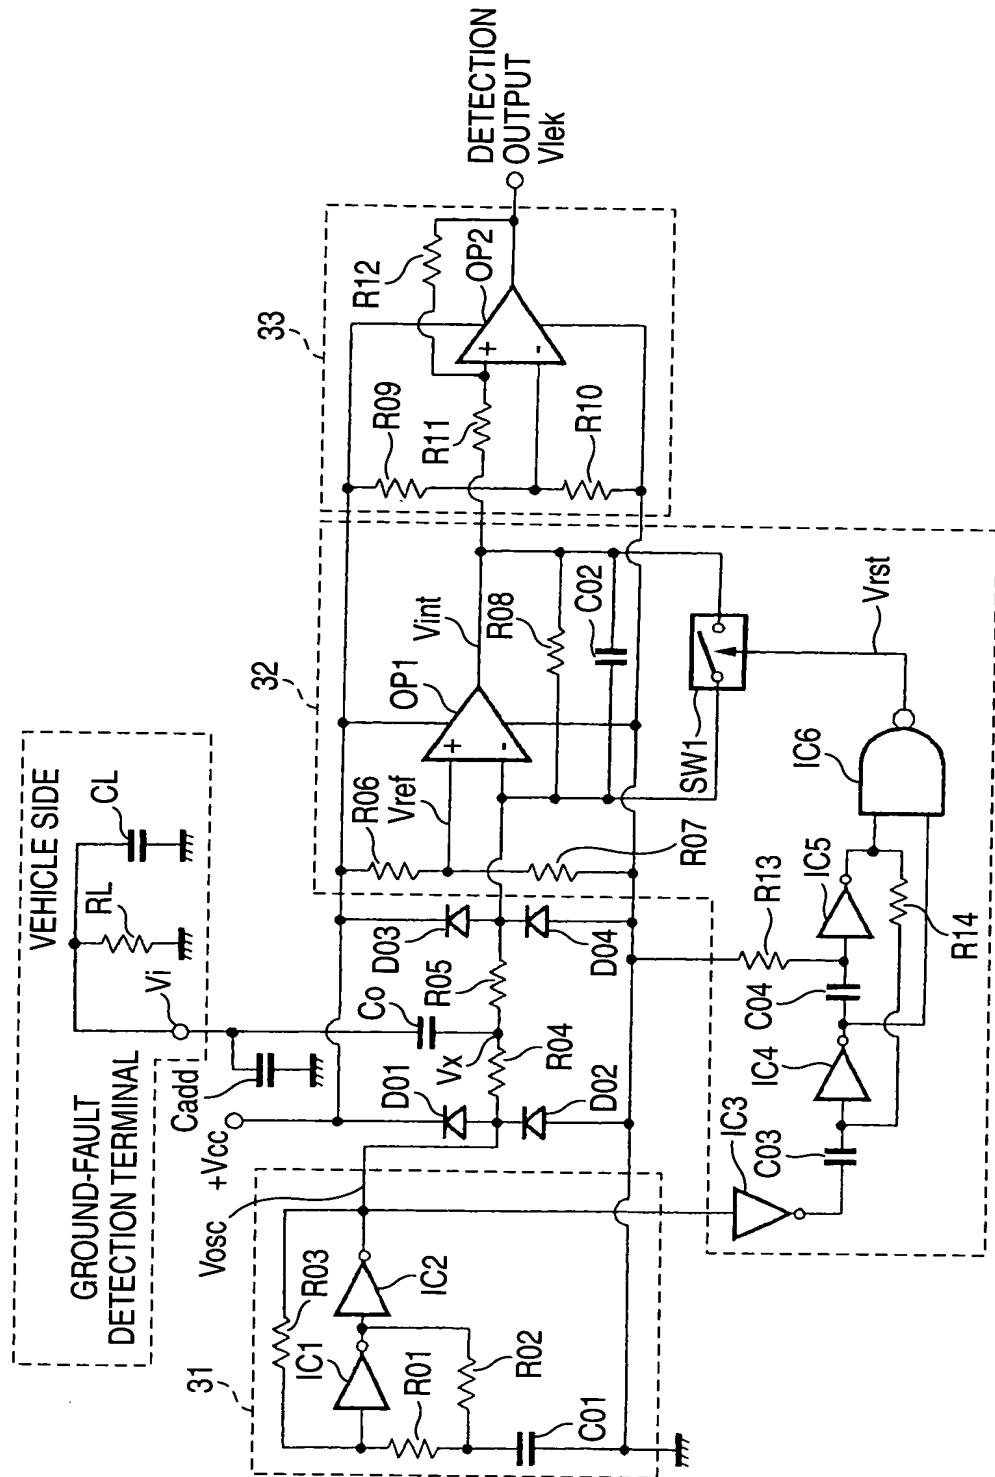 VEHICLE SIDE
GROUND-FAULT
DETECTION TERMINAL
Vi
RL
CL
Cadd
+Vcc
Vosc
31
R03
IC1
IC2
R01
R02
C01
D01
D02
Vx
R04
Co
R05
D03
D04
32
R06
Vref
R07
OP1
Vint
R08
C02
SW1
Vrst
IC3
C03
IC4
C04
R13
IC5
R14
IC6
33
R09
R10
R11
R12
OP2
+
-
+
-
DETECTION
OUTPUT
Vlek